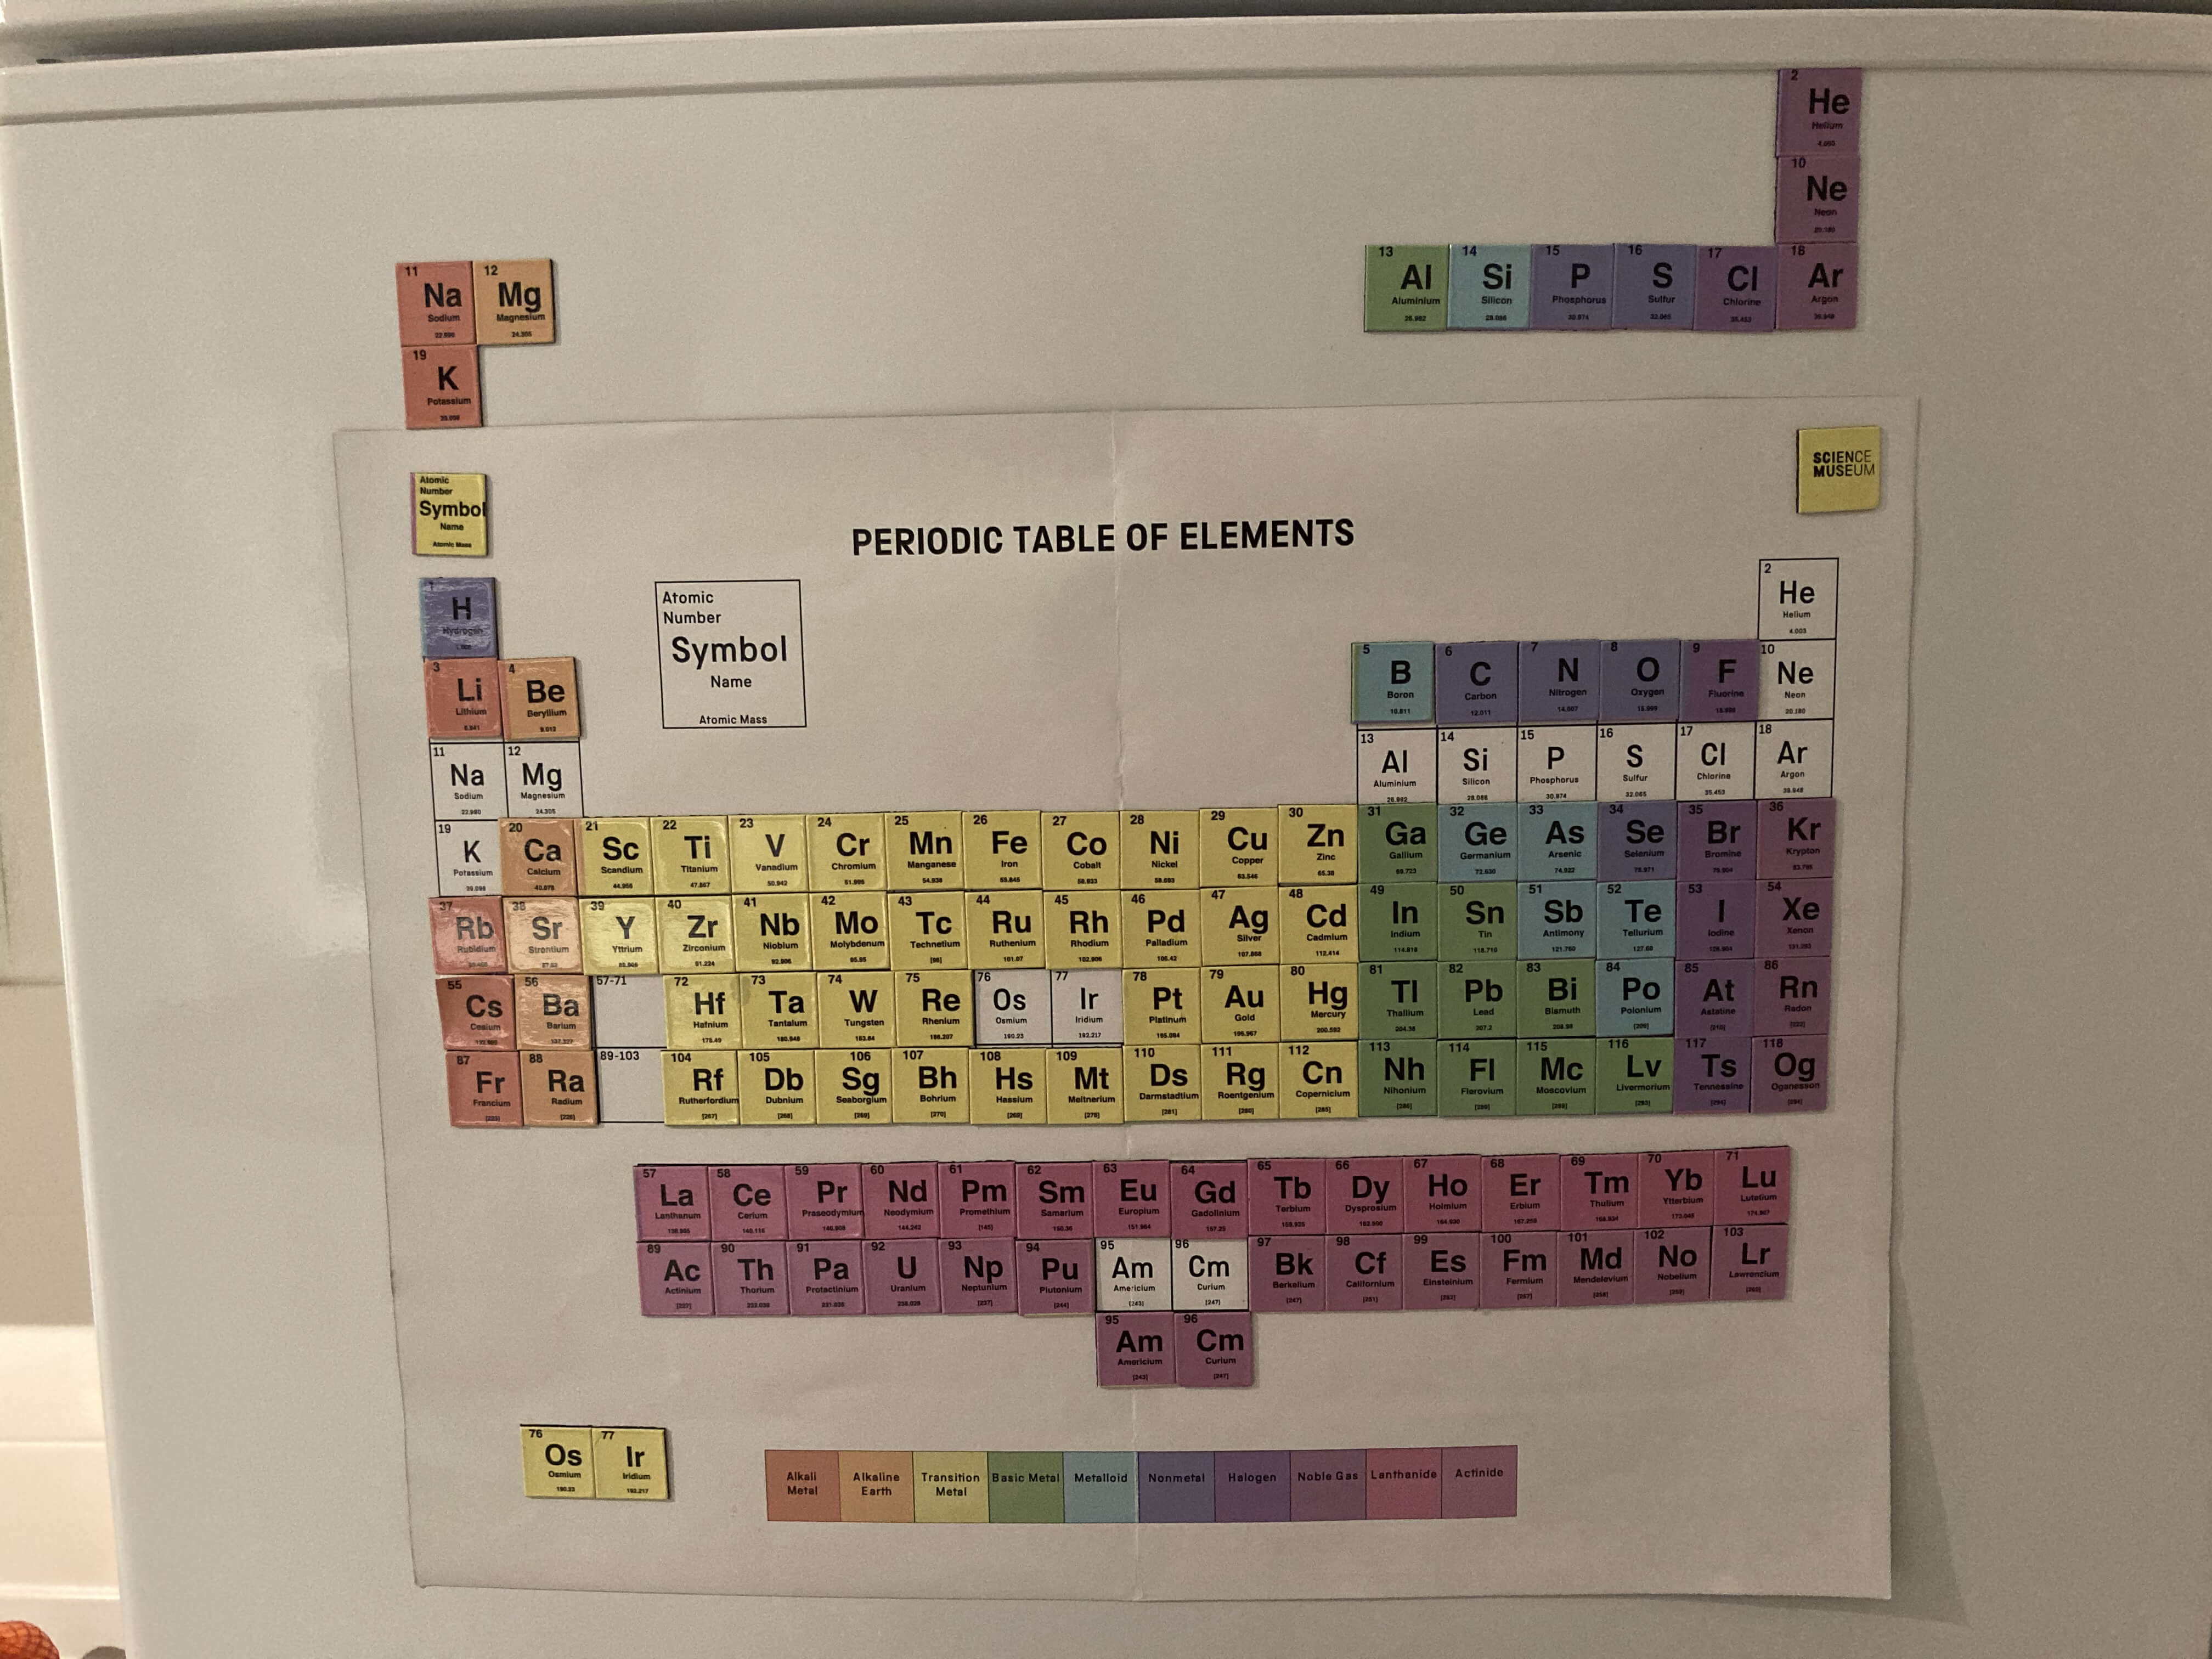 2
He
Helium
4.003
10
Ne
Neon
20.180
11 12
Na Mg
Sodium Magnesium
24.305
13 14 15 16 17 18
Al Si P S Cl Ar
Aluminium Silicon Phosphorus Sulfur Chlorine Argon
26.982 28.086 30.974 32.065 35.453
19
K
Potassium
SCIENCE
MUSEUM
Atomic
Number
Symbol
Name
Atomic Mass
PERIODIC TABLE OF ELEMENTS
Atomic
Number
Symbol
Name
Atomic Mass
1 2
H He
Hydrogen Helium
4.003
3 4 5 6 7 8 9 10
Li Be B C N O F Ne
Lithium Beryllium Boron Carbon Nitrogen Oxygen Fluorine Neon
6.941 9.012 10.811 12.011 14.007 15.999 20.180
11 12 13 14 15 16 17 18
Na Mg Al Si P S Cl Ar
Sodium Magnesium Aluminium Silicon Phosphorus Sulfur Chlorine Argon
24.305 26.982 28.086 30.974 32.065 35.453 39.948
19 20 21 22 23 24 25 26 27 28 29 30 31 32 33 34 35 36
K Ca Sc Ti V Cr Mn Fe Co Ni Cu Zn Ga Ge As Se Br Kr
Potassium Calcium Scandium Titanium Vanadium Chromium Manganese Iron Cobalt Nickel Copper Zinc Gallium Germanium Arsenic Selenium Bromine Krypton
39.098 40.078 44.956 47.867 50.942 51.996 54.938 55.845 58.933 58.693 63.546 65.38 69.723 72.630 74.922 78.971 79.904
37 38 39 40 41 42 43 44 45 46 47 48 49 50 51 52 53 54
Rb Sr Y Zr Nb Mo Tc Ru Rh Pd Ag Cd In Sn Sb Te I Xe
Rubidium Strontium Yttrium Zirconium Niobium Molybdenum Technetium Ruthenium Rhodium Palladium Silver Cadmium Indium Tin Antimony Tellurium Iodine Xenon
91.224 92.906 95.95 [98] 101.07 102.906 106.42 107.868 112.414 114.818 118.710 121.760 126.904
55 56 57-71 72 73 74 75 76 77 78 79 80 81 82 83 84 85 86
Cs Ba Hf Ta W Re Os Ir Pt Au Hg Tl Pb Bi Po At Rn
Cesium Barium Hafnium Tantalum Tungsten Rhenium Osmium Iridium Platinum Gold Mercury Thallium Lead Bismuth Polonium Astatine Radon
178.49 180.948 183.84 186.207 190.23 192.217 195.084 196.967 200.592 204.38 207.2 208.98 [209] [210] [222]
87 88 89-103 104 105 106 107 108 109 110 111 112 113 114 115 116 117 118
Fr Ra Rf Db Sg Bh Hs Mt Ds Rg Cn Nh Fl Mc Lv Ts Og
Francium Radium Rutherfordium Dubnium Seaborgium Bohrium Hassium Meitnerium Darmstadtium Roentgenium Copernicium Nihonium Flerovium Moscovium Livermorium Tennessine Oganesson
[223] [226] [267] [268] [269] [270] [281] [280] [285] [286] [289] [293] [294] [294]
57 58 59 60 61 62 63 64 65 66 67 68 69 70 71
La Ce Pr Nd Pm Sm Eu Gd Tb Dy Ho Er Tm Yb Lu
Lanthanum Cerium Praseodymium Neodymium Promethium Samarium Europium Gadolinium Terbium Dysprosium Holmium Erbium Thulium Ytterbium Lutetium
140.116 140.908 144.242 [145] 150.36 151.964 157.25 158.925 162.500 164.930 167.259 168.934 174.967
89 90 91 92 93 94 95 96 97 98 99 100 101 102 103
Ac Th Pa U Np Pu Am Cm Bk Cf Es Fm Md No Lr
Actinium Thorium Protactinium Uranium Neptunium Plutonium Americium Curium Berkelium Californium Einsteinium Fermium Mendelevium Nobelium Lawrencium
[227] 231.036 238.029 [237] [244] [243] [247] [247] [251] [257] [258] [259]
95 96
Am Cm
Americium Curium
[243] [247]
76 77
Os Ir
Osmium Iridium
190.23 192.217
Alkali
Metal
Alkaline
Earth
Transition
Metal
Basic Metal
Metalloid
Nonmetal
Halogen
Noble Gas
Lanthanide
Actinide